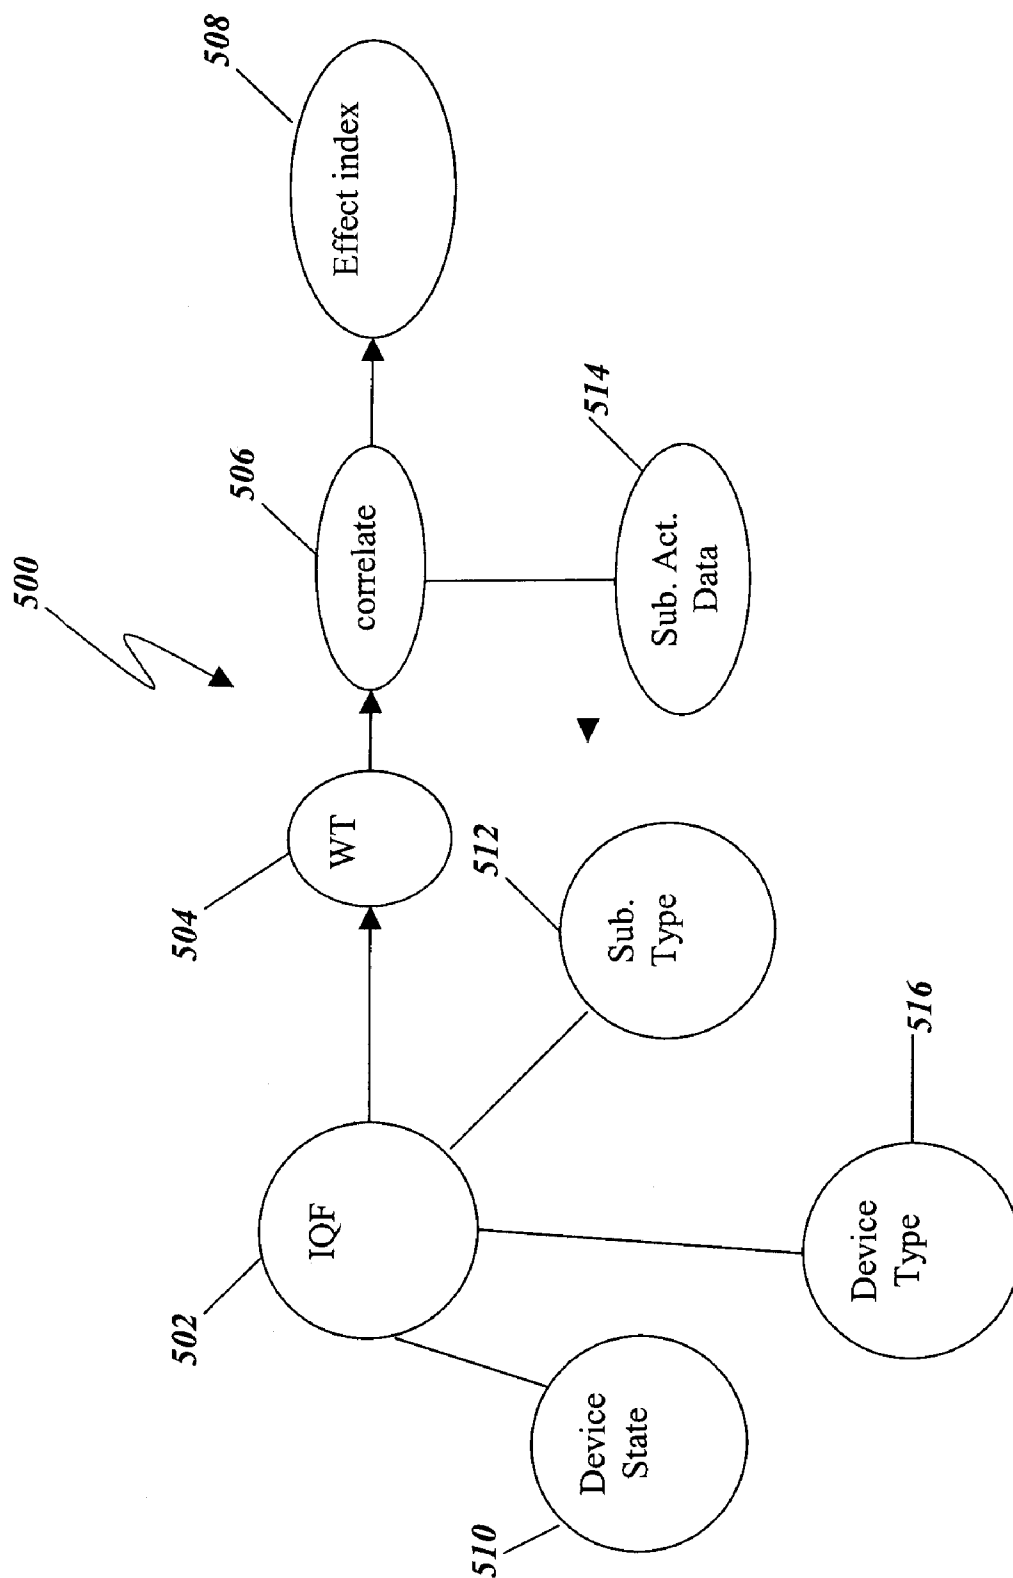 500
502
IQF
504
WT
506
correlate
508
Effect index
510
Device
State
516
Device
Type
512
Sub.
Type
514
Sub. Act.
Data